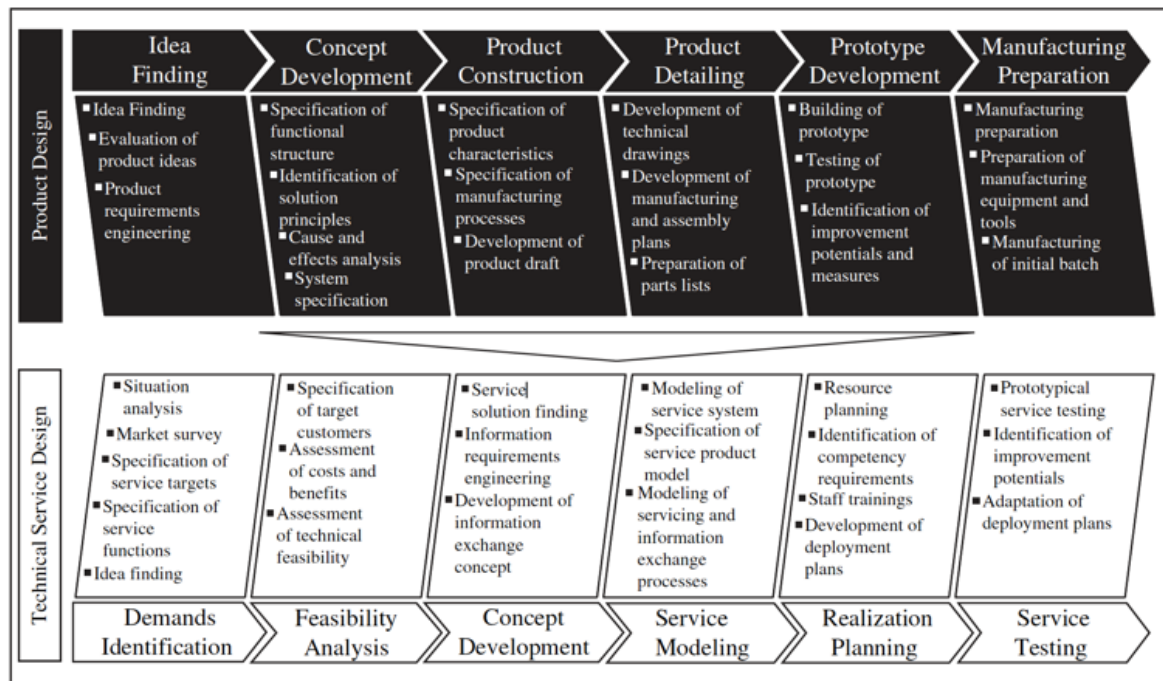 Product Design
Idea
Finding
Concept
Development
Product
Construction
Product
Detailing
Prototype
Development
Manufacturing
Preparation
▪ Idea Finding
▪ Evaluation of
product ideas
▪ Product
requirements
engineering
▪ Specification of
functional
structure
▪ Identification of
solution
principles
▪ Cause and
effects analysis
▪ System
specification
▪ Specification of
product
characteristics
▪ Specification of
manufacturing
processes
▪ Development of
product draft
▪ Development of
technical
drawings
▪ Development of
manufacturing
and assembly
plans
▪ Preparation of
parts lists
▪ Building of
prototype
▪ Testing of
prototype
▪ Identification of
improvement
potentials and
measures
▪ Manufacturing
preparation
▪ Preparation of
manufacturing
equipment and
tools
▪ Manufacturing
of initial batch
Technical Service Design
▪ Situation
analysis
▪ Market survey
▪ Specification of
service targets
▪ Specification of
service
functions
▪ Idea finding
▪ Specification
of target
customers
▪ Assessment
of costs and
benefits
▪ Assessment
of technical
feasibility
▪ Service
solution finding
▪ Information
requirements
engineering
▪ Development of
information
exchange
concept
▪ Modeling of
service system
▪ Specification of
service product
model
▪ Modeling of
servicing and
information
exchange
processes
▪ Resource
planning
▪ Identification of
competency
requirements
▪ Staff trainings
▪ Development of
deployment
plans
▪ Prototypical
service testing
▪ Identification of
improvement
potentials
▪ Adaptation of
deployment plans
Demands
Identification
Feasibility
Analysis
Concept
Development
Service
Modeling
Realization
Planning
Service
Testing